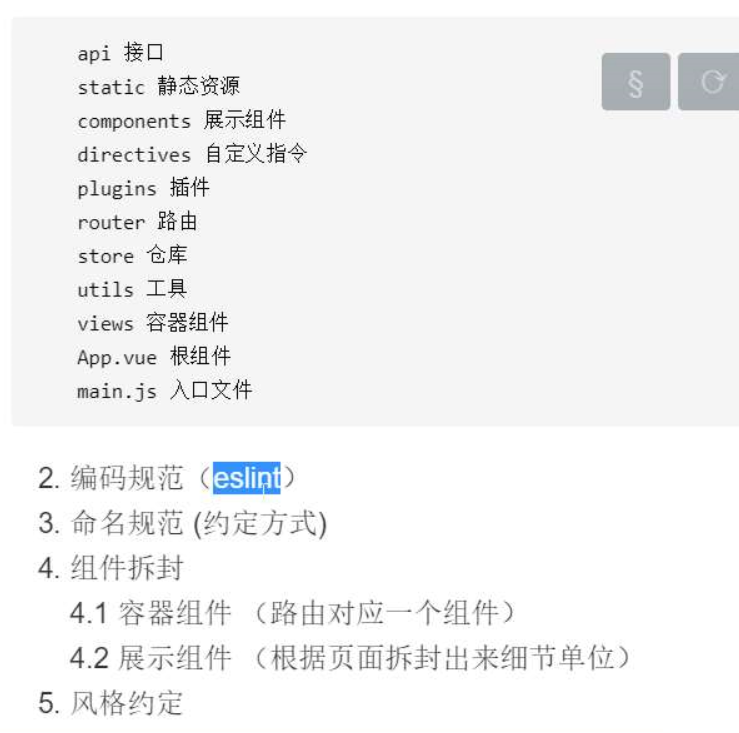 api 接口
static 静态资源
components 展示组件
directives 自定义指令
plugins 插件
router 路由
store 仓库
utils 工具
views 容器组件
App.vue 根组件
main.js 入口文件
§
2. 编码规范（eslint）
3. 命名规范 (约定方式)
4. 组件拆封
4.1 容器组件 （路由对应一个组件）
4.2 展示组件 （根据页面拆封出来细节单位）
5. 风格约定